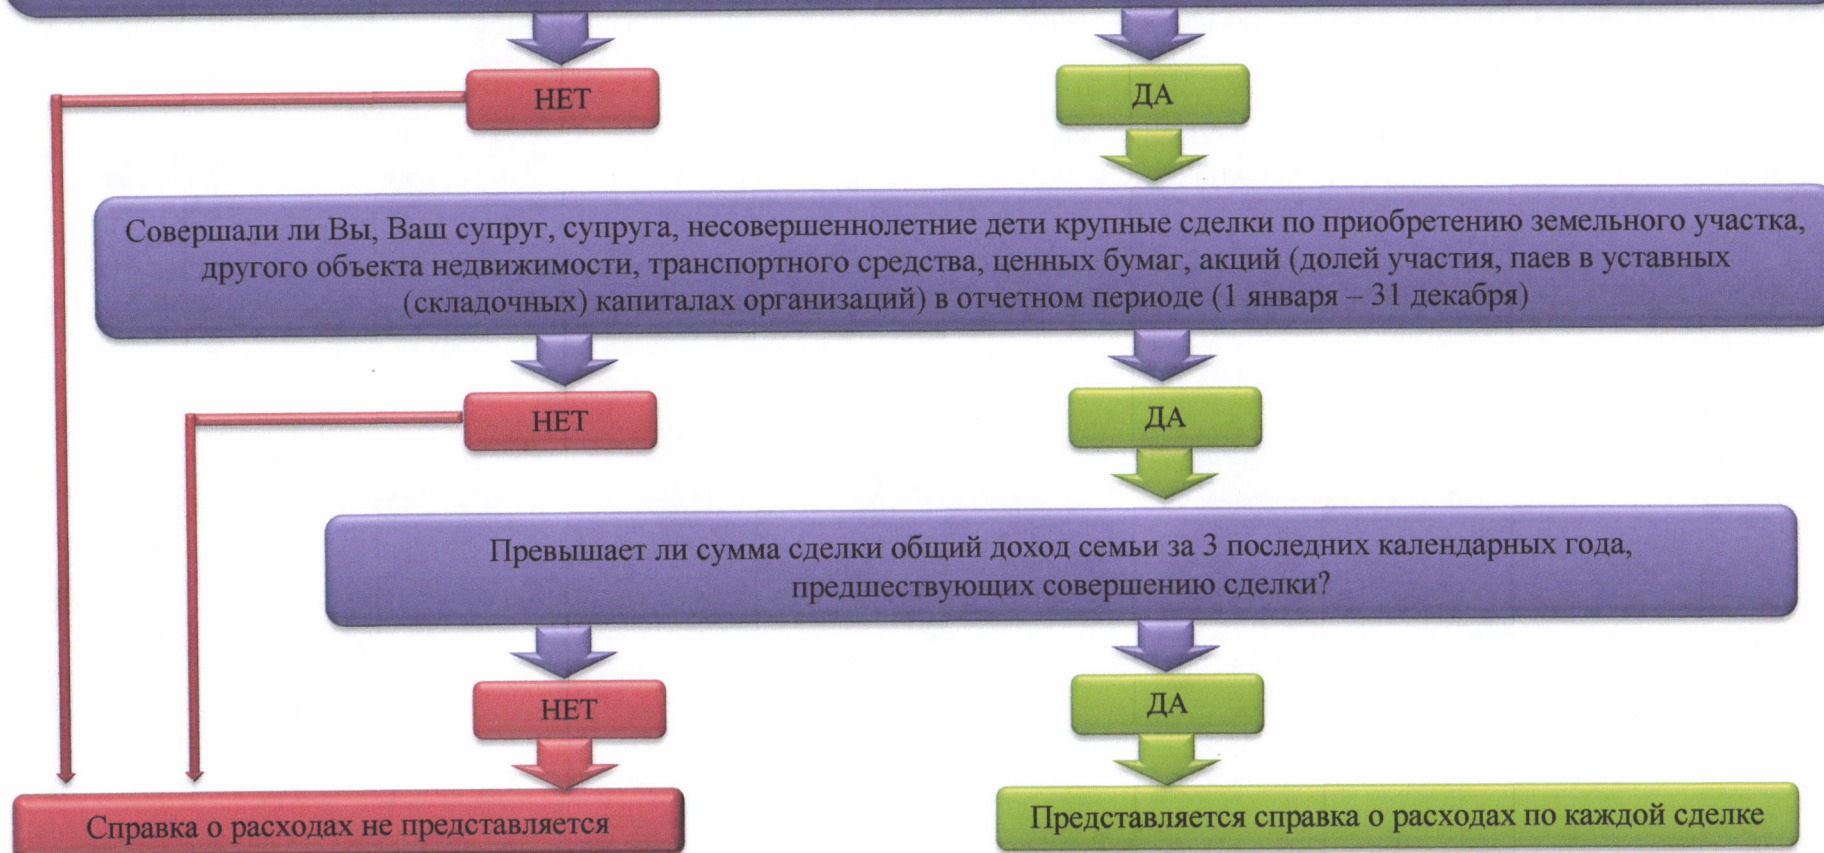 НЕТ
ДА
Совершали ли Вы, Ваш супруг, супруга, несовершеннолетние дети крупные сделки по приобретению земельного участка,
другого объекта недвижимости, транспортного средства, ценных бумаг, акций (долей участия, паев в уставных
(складочных) капиталах организаций) в отчетном периоде (1 января – 31 декабря)
НЕТ
ДА
Превышает ли сумма сделки общий доход семьи за 3 последних календарных года,
предшествующих совершению сделки?
НЕТ
ДА
Справка о расходах не представляется
Представляется справка о расходах по каждой сделке